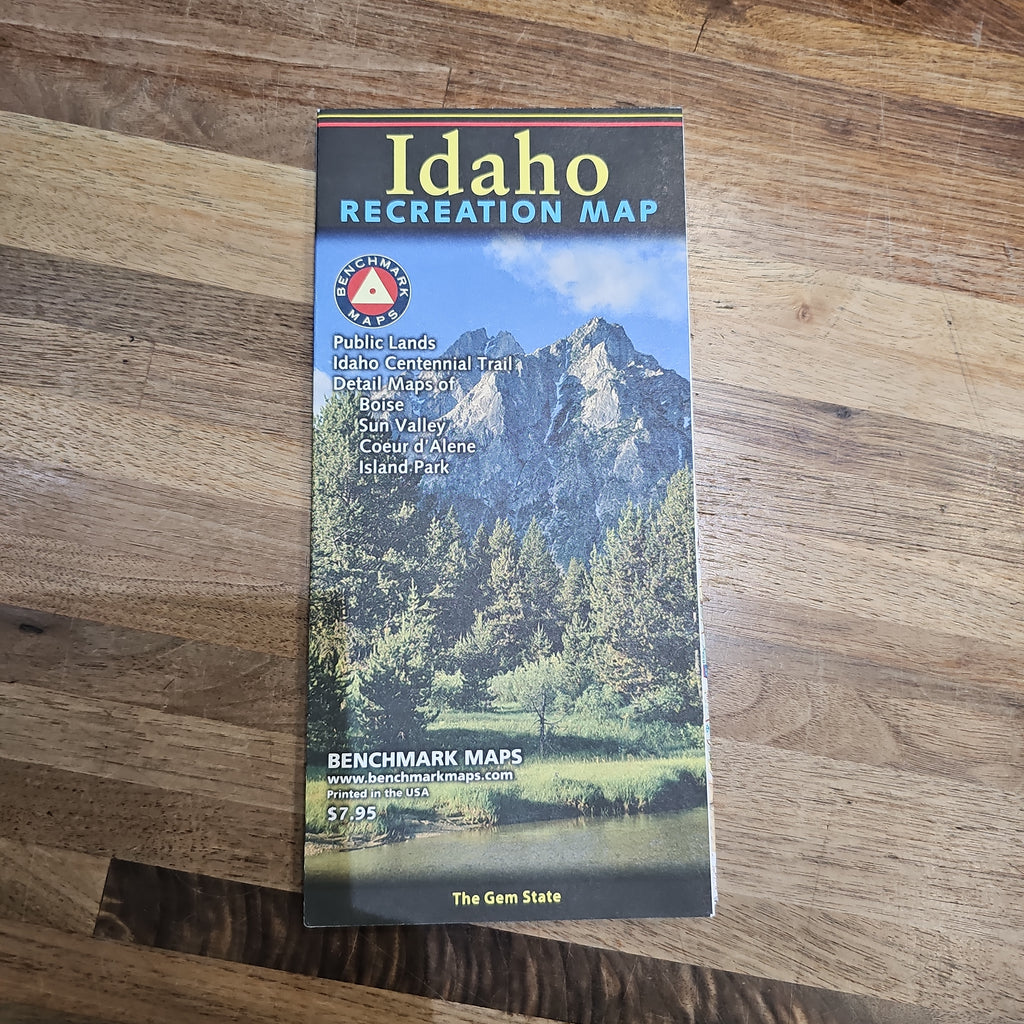 Idaho
RECREATION MAP
BENCHMARK
MAPS
Public Lands
Idaho Centennial Trail
Detail Maps of
Boise
Sun Valley
Coeur d'Alene
Island Park
BENCHMARK MAPS
www.benchmarkmaps.com
Printed in the USA
$7.95
The Gem State